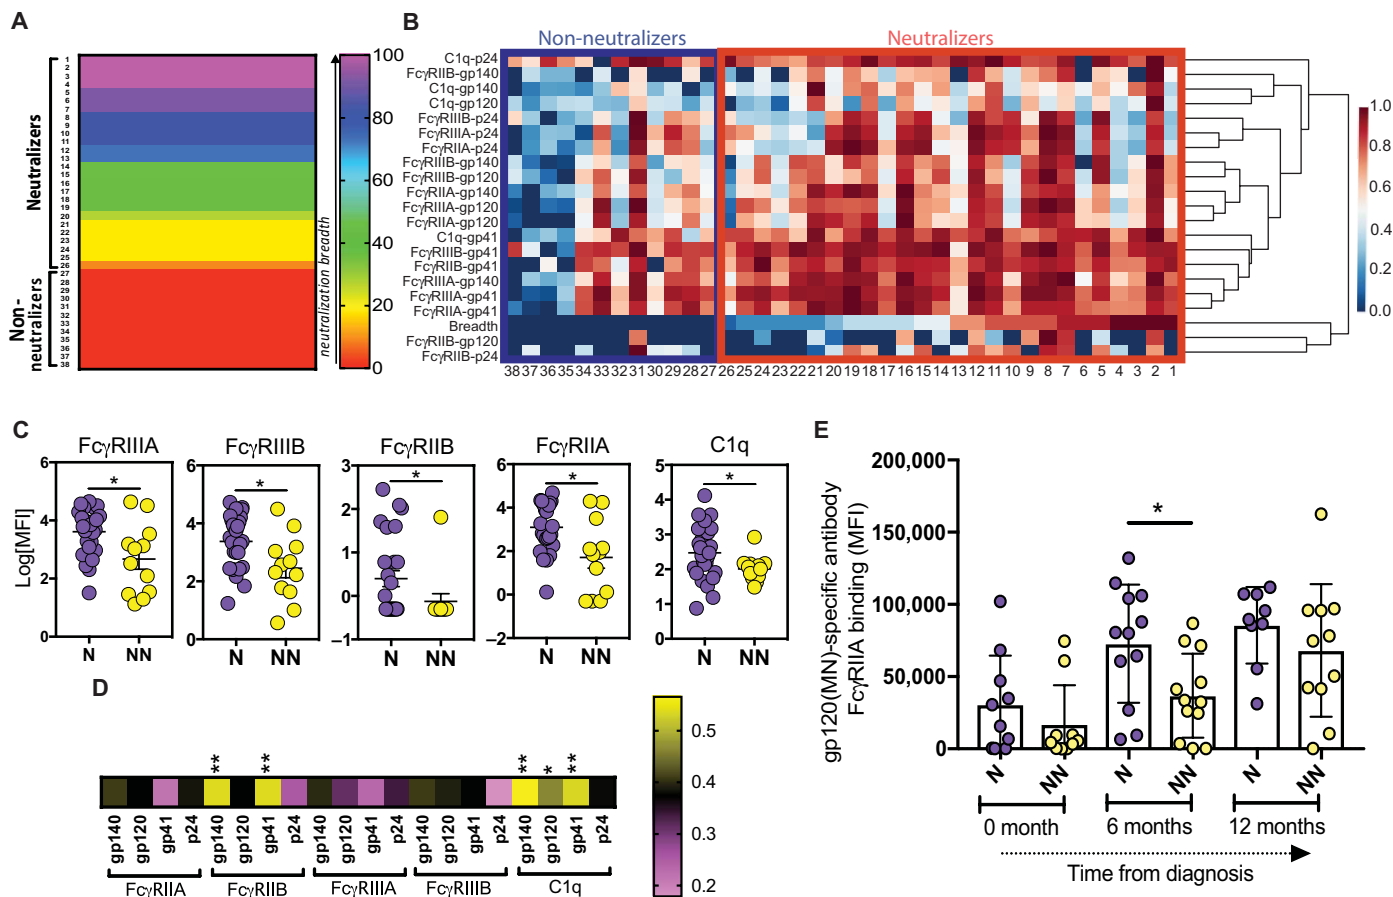 A
Neutralizers
Non-
neutralizers
1
2
3
4
5
6
7
8
9
10
11
12
13
14
15
16
17
18
19
20
21
22
23
24
25
26
27
28
29
30
31
32
33
34
35
36
37
38
100
80
60
40
20
0
neutralization breadth
B
Non-neutralizers
Neutralizers
C1q-p24
FcγRIIB-gp140
C1q-gp140
C1q-gp120
FcγRIIIB-p24
FcγRIIIA-p24
FcγRIIA-p24
FcγRIIIB-gp140
FcγRIIIB-gp120
FcγRIIA-gp140
FcγRIIIA-gp120
FcγRIIA-gp120
C1q-gp41
FcγRIIIB-gp41
FcγRIIB-gp41
FcγRIIIA-gp140
FcγRIIIA-gp41
FcγRIIA-gp41
Breadth
FcγRIIB-gp120
FcγRIIB-p24
38 37 36 35 34 33 32 31 30 29 28 27 26 25 24 23 22 21 20 19 18 17 16 15 14 13 12 11 10 9 8 7 6 5 4 3 2 1
1.0
0.8
0.6
0.4
0.2
0.0
C
FcγRIIIA
Log[MFI]
6
4
2
0
*
N NN
FcγRIIIB
6
4
2
0
*
N NN
FcγRIIB
3
2
1
0
−1
*
N NN
FcγRIIA
6
4
2
0
−2
*
N NN
C1q
5
4
3
2
1
0
*
N NN
D
** ** ** * **
gp140 gp120 gp41 p24 gp140 gp120 gp41 p24 gp140 gp120 gp41 p24 gp140 gp120 gp41 p24 gp140 gp120 gp41 p24
FcγRIIA FcγRIIB FcγRIIIA FcγRIIIB C1q
0.5
0.4
0.3
0.2
E
gp120(MN)-specific antibody
FcγRIIA binding (MFI)
200,000
150,000
100,000
50,000
0
*
N NN N NN N NN
0 month 6 months 12 months
Time from diagnosis